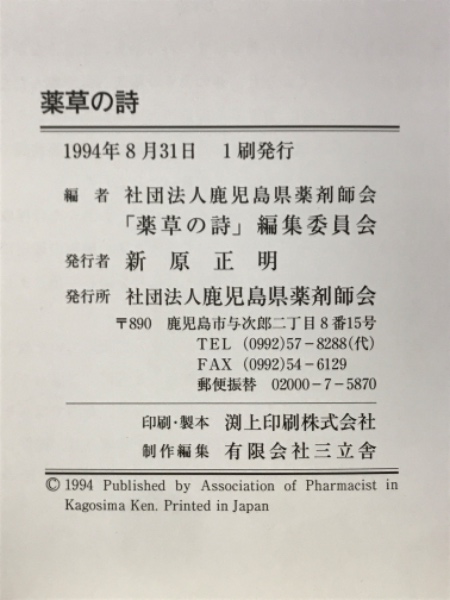 薬草の詩
1994年8月31日 1刷発行
編者 社団法人鹿児島県薬剤師会
「薬草の詩」編集委員会
発行者 新原正明
発行所 社団法人鹿児島県薬剤師会
〒890 鹿児島市与次郎二丁目8番15号
TEL (0992)57-8288(代)
FAX (0992)54-6129
郵便振替 02000-7-5870
印刷・製本 渕上印刷株式会社
制作編集 有限会社三立舎
© 1994 Published by Association of Pharmacist in
Kagosima Ken. Printed in Japan